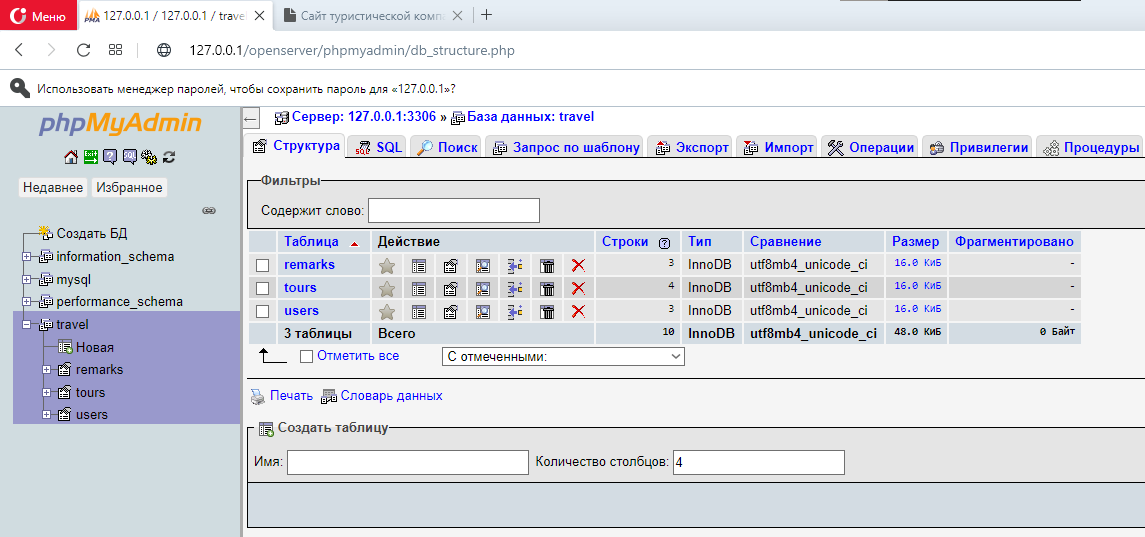 Меню
127.0.0.1 / 127.0.0.1 / trave
Сайт туристической комп
127.0.0.1/openserver/phpmyadmin/db_structure.php
Использовать менеджер паролей, чтобы сохранить пароль для «127.0.0.1»?
phpMyAdmin
Недавнее Избранное
Создать БД
information_schema
mysql
performance_schema
travel
Новая
remarks
tours
users
Сервер: 127.0.0.1:3306 » База данных: travel
Структура SQL Поиск Запрос по шаблону Экспорт Импорт Операции Привилегии Процедуры
Фильтры
Содержит слово:
Таблица Действие Строки Тип Сравнение Размер Фрагментировано
remarks 3 InnoDB utf8mb4_unicode_ci 16.0 КиБ -
tours 4 InnoDB utf8mb4_unicode_ci 16.0 КиБ -
users 3 InnoDB utf8mb4_unicode_ci 16.0 КиБ -
3 таблицы Всего 10 InnoDB utf8mb4_unicode_ci 48.0 КиБ 0 Байт
Отметить все С отмеченными:
Печать Словарь данных
Создать таблицу
Имя: Количество столбцов: 4